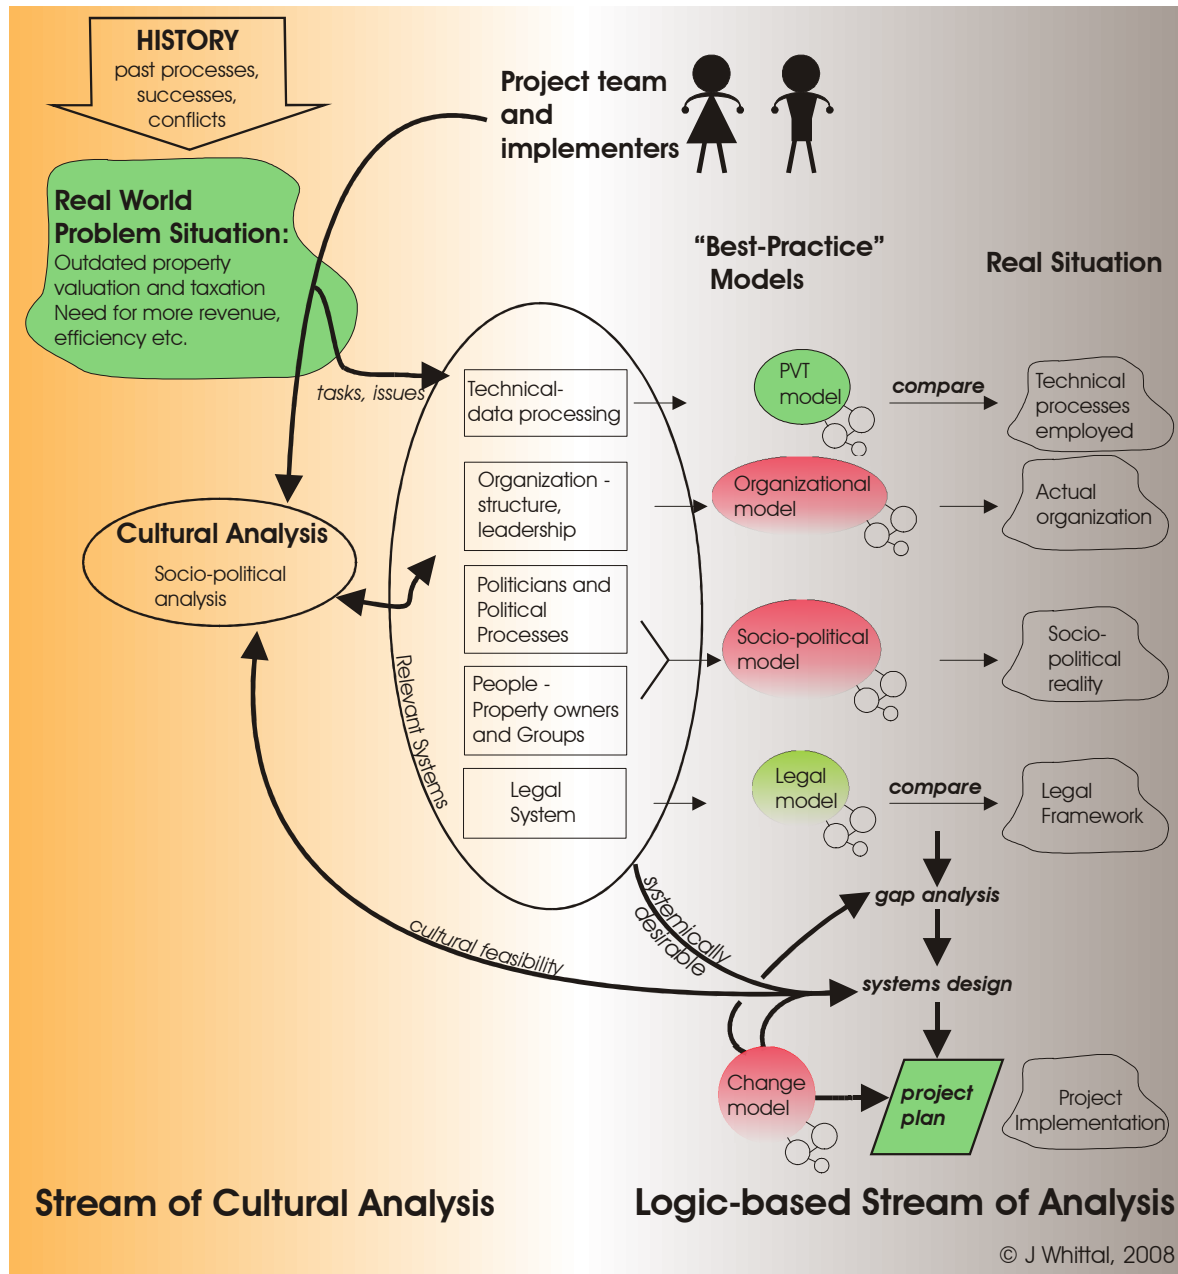 HISTORY
past processes,
successes,
conflicts
Project team
and
implementers
Real World
Problem Situation:
Outdated property
valuation and taxation
Need for more revenue,
efficiency etc.
"Best-Practice"
Models
Real Situation
tasks, issues
Technical-
data processing
PVT
model
compare
Technical
processes
employed
Organization -
structure,
leadership
Organizational
model
Actual
organization
Cultural Analysis
Socio-political
analysis
Politicians and
Political
Processes
Socio-political
model
Socio-
political
reality
People -
Property owners
and Groups
Relevant Systems
Legal
System
Legal
model
compare
Legal
Framework
gap analysis
systemically
desirable
cultural feasibility
systems design
Change
model
project
plan
Project
Implementation
Stream of Cultural Analysis
Logic-based Stream of Analysis
© J Whittal, 2008